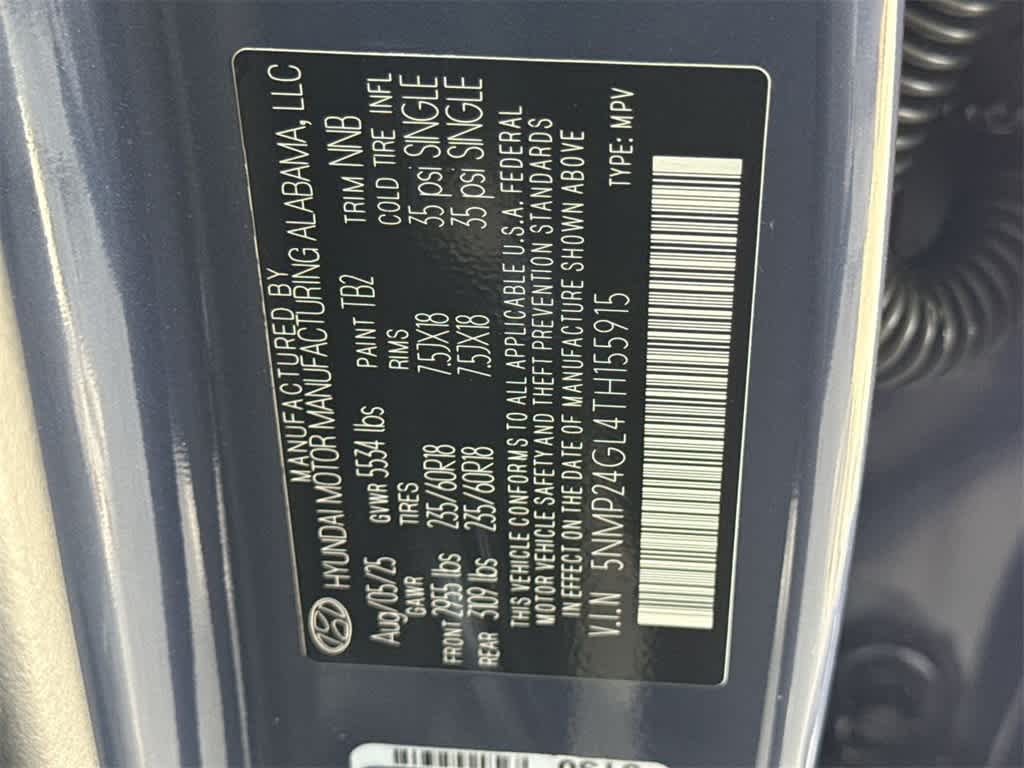 MANUFACTURED BY
HYUNDAI MOTOR MANUFACTURING ALABAMA, LLC
Aug/05/25 GVWR 5534 lbs PAINT TB2 TRIM NNB
GAWR TIRES RIMS COLD TIRE INFL
FRONT 2955 lbs 235/60R18 7.5JX18 35 psi SINGLE
REAR 3109 lbs 235/60R18 7.5JX18 35 psi SINGLE
THIS VEHICLE CONFORMS TO ALL APPLICABLE U.S.A. FEDERAL
MOTOR VEHICLE SAFETY AND THEFT PREVENTION STANDARDS
IN EFFECT ON THE DATE OF MANUFACTURE SHOWN ABOVE
V.I.N 5NMP24GL4TH155915 TYPE: MPV